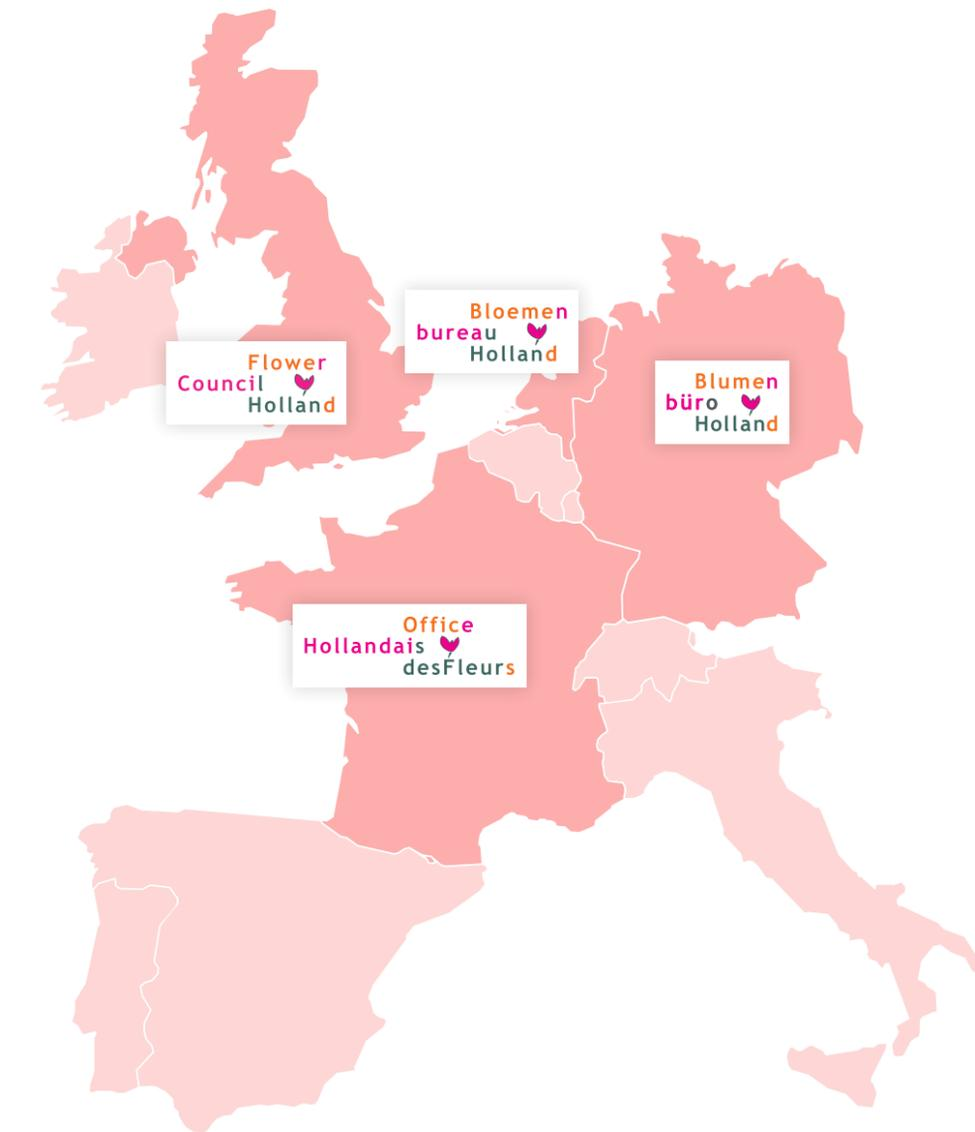 Bloemen
bureau
Holland
Flower
Council
Holland
Blumen
büro
Holland
Office
Hollandais
desFleurs